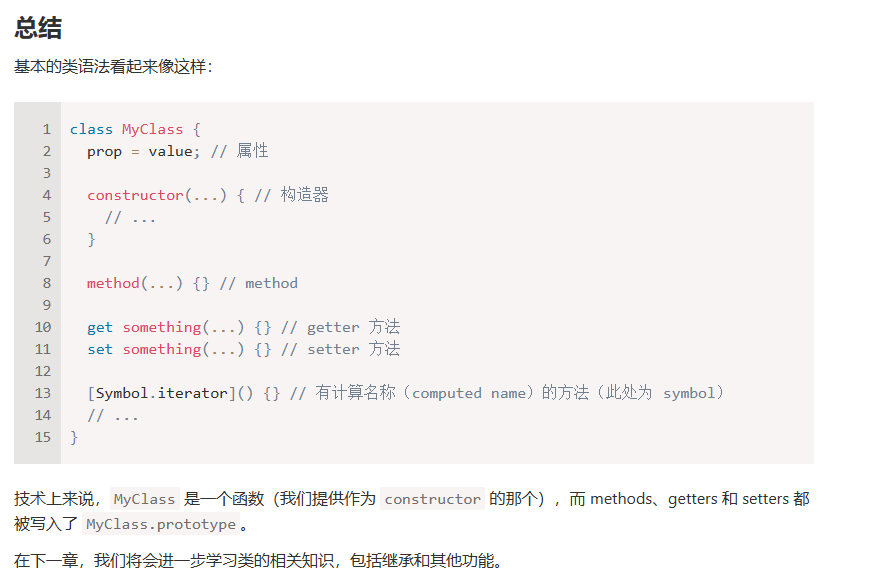 总结
基本的类语法看起来像这样：
1 class MyClass {
2   prop = value; // 属性
3
4   constructor(...) { // 构造器
5     // ...
6   }
7
8   method(...) {} // method
9
10   get something(...) {} // getter 方法
11   set something(...) {} // setter 方法
12
13   [Symbol.iterator]() {} // 有计算名称（computed name）的方法（此处为 symbol）
14   // ...
15 }
技术上来说，MyClass 是一个函数（我们提供作为 constructor 的那个），而 methods、getters 和 setters 都
被写入了 MyClass.prototype。
在下一章，我们将会进一步学习类的相关知识，包括继承和其他功能。